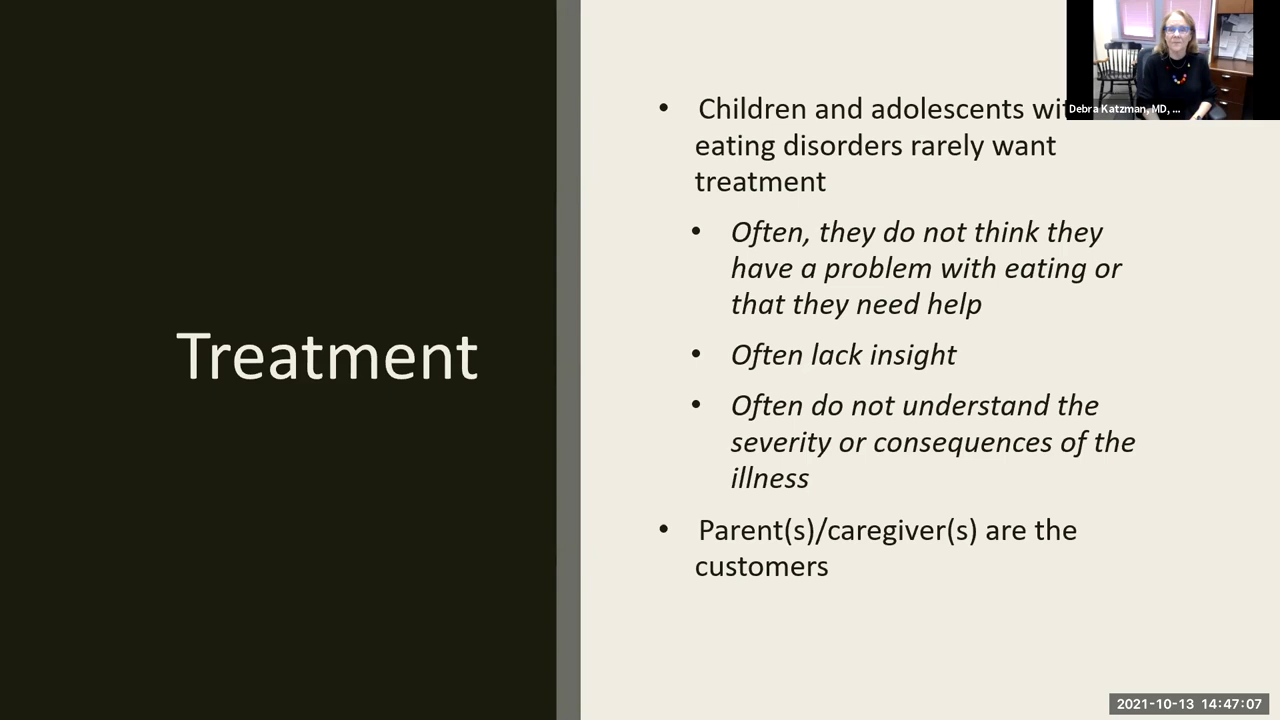 Treatment
• Children and adolescents
eating disorders rarely want
treatment
• Often, they do not think they
have a problem with eating or
that they need help
• Often lack insight
• Often do not understand the
severity or consequences of the
illness
• Parent(s)/caregiver(s) are the
customers
Debra Katzman, MD, ...
2021-10-13 14:47:07